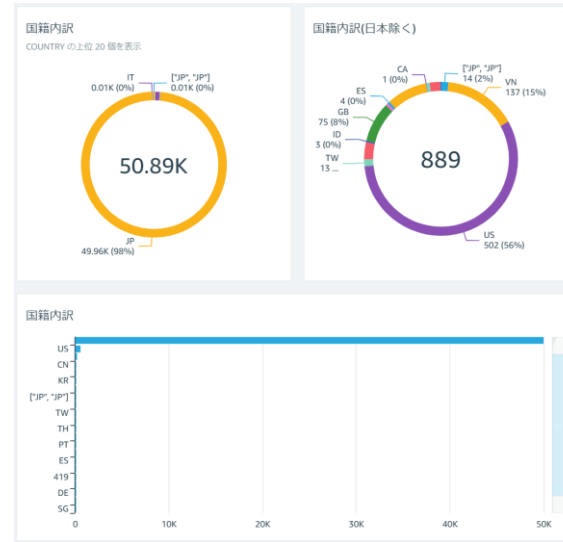 国籍内訳
COUNTRY の上位 20 個を表示
IT
0.01K (0%)
["JP", "JP"]
0.01K (0%)
50.89K
JP
49.96K (98%)
国籍内訳(日本除く)
CA
1 (0%)
["JP", "JP"]
14 (2%)
VN
137 (15%)
ES
4 (0%)
GB
75 (8%)
ID
3 (0%)
TW
13 ...
889
US
502 (56%)
国籍内訳
US
CN
KR
["JP", "JP"]
TW
TH
PT
ES
419
DE
SG
0 10K 20K 30K 40K 50K